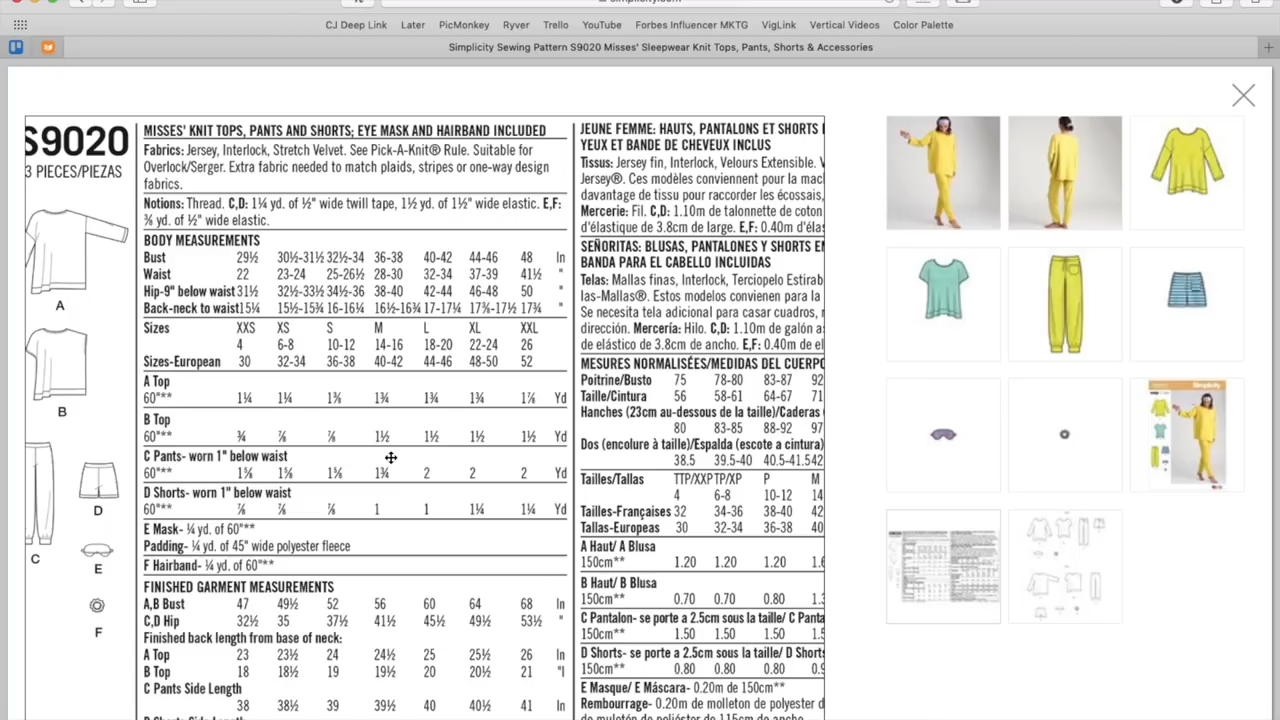 simplicity.com
CJ Deep Link Later PicMonkey Ryver Trello YouTube Forbes Influencer MKTG VigLink Vertical Videos Color Palette
Simplicity Sewing Pattern S9020 Misses' Sleepwear Knit Tops, Pants, Shorts & Accessories
S9020
3 PIECES/PIEZAS
A
B
C
D
E
F
MISSES' KNIT TOPS, PANTS AND SHORTS; EYE MASK AND HAIRBAND INCLUDED
Fabrics: Jersey, Interlock, Stretch Velvet. See Pick-A-Knit® Rule. Suitable for
Overlock/Serger. Extra fabric needed to match plaids, stripes or one-way design
fabrics.
Notions: Thread. C,D: 1¼ yd. of ½" wide twill tape, 1½ yd. of 1½" wide elastic. E,F:
⅜ yd. of ½" wide elastic.
BODY MEASUREMENTS
Bust 29½ 30½-31½ 32½-34 36-38 40-42 44-46 48 In
Waist 22 23-24 25-26½ 28-30 32-34 37-39 41½ "
Hip-9" below waist 31½ 32½-33½ 34½-36 38-40 42-44 46-48 50 "
Back-neck to waist 15¼ 15½-15¾ 16-16¼ 16½-16¾ 17-17¼ 17⅜-17½ 17¾ "
Sizes XXS XS S M L XL XXL
4 6-8 10-12 14-16 18-20 22-24 26
Sizes-European 30 32-34 36-38 40-42 44-46 48-50 52
A Top
60"** 1¼ 1¼ 1⅜ 1¾ 1¾ 1¾ 1⅞ Yd
B Top
60"** ¾ ⅞ ⅞ 1½ 1½ 1½ 1½ Yd
C Pants- worn 1" below waist
60"** 1⅝ 1⅝ 1⅝ 1¾ 2 2 2 Yd
D Shorts- worn 1" below waist
60"** ⅞ ⅞ ⅞ 1 1 1¼ 1¼ Yd
E Mask- ¼ yd. of 60"**
Padding- ¼ yd. of 45" wide polyester fleece
F Hairband- ¼ yd. of 60"**
FINISHED GARMENT MEASUREMENTS
A,B Bust 47 49½ 52 56 60 64 68 In
C,D Hip 32½ 35 37½ 41½ 45½ 49½ 53½ "
Finished back length from base of neck:
A Top 23 23½ 24 24½ 25 25½ 26 In
B Top 18 18½ 19 19½ 20 20½ 21 "
C Pants Side Length
38 38½ 39 39½ 40 40½ 41 In
JEUNE FEMME: HAUTS, PANTALONS ET SHORTS
YEUX ET BANDE DE CHEVEUX INCLUS
Tissus: Jersey fin, Interlock, Velours Extensible.
Jersey®. Ces modèles conviennent pour la
davantage de tissu pour raccorder les écossais,
Mercerie: Fil. C,D: 1.10m de talonnette de coton
d'élastique de 3.8cm de large. E,F: 0.40m
SEÑORITAS: BLUSAS, PANTALONES Y SHORTS
BANDA PARA EL CABELLO INCLUIDAS
Telas: Mallas finas, Interlock, Terciopelo
las-Mallas®. Estos modelos convienen para la
Se necesita tela adicional para casar cuadros,
dirección. Mercería: Hilo. C,D: 1.10m de galón
de elástico de 3.8cm de ancho. E,F: 0.40m de
MESURES NORMALISÉES/MEDIDAS DEL CUERPO
Poitrine/Busto 75 78-80 83-87 92
Taille/Cintura 56 58-61 64-67 71
Hanches (23cm au-dessous de la taille)/Caderas
80 83-85 88-92 97
Dos (encolure à taille)/Espalda (escote a cintura)
38.5 39.5-40 40.5-41.5 42
Tailles/Tallas TTP/XXP TP/XP P M
4 6-8 10-12 14
Tailles-Françaises 32 34-36 38-40 42
Tallas-Europeas 30 32-34 36-38 40
A Haut/ A Blusa
150cm** 1.20 1.20 1.20
B Haut/ B Blusa
150cm** 0.70 0.70 0.80
C Pantalon- se porte a 2.5cm sous la taille/ C
150cm** 1.50 1.50 1.50
D Shorts- se porte a 2.5cm sous la taille/ D
150cm** 0.80 0.80 0.80
E Masque/ E Máscara- 0.20m de 150cm**
Rembourrage- 0.20m de molleton de polyester
Simplicity